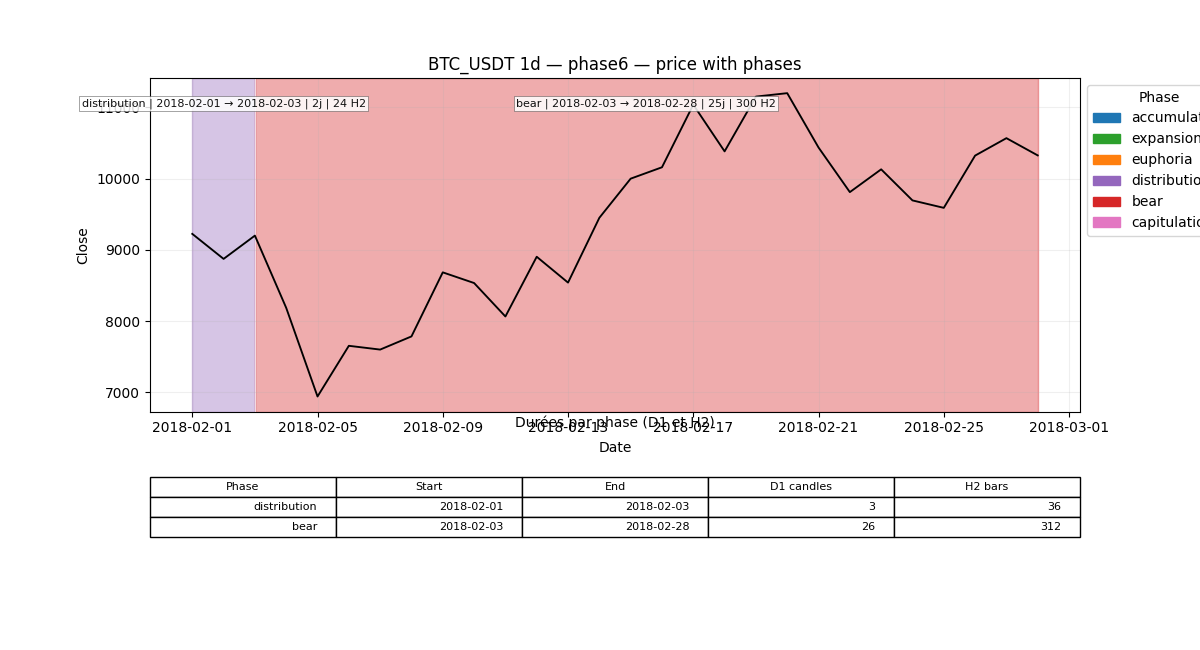 BTC_USDT 1d — phase6 — price with phases
distribution | 2018-02-01 → 2018-02-03 | 2j | 24 H2
bear | 2018-02-03 → 2018-02-28 | 25j | 300 H2
11000
10000
9000
8000
7000
Close
Phase
accumulat
expansion
euphoria
distributio
bear
capitulatio
Durées par phase (D1 et H2)
2018-02-01 2018-02-05 2018-02-09 2018-02-13 2018-02-17 2018-02-21 2018-02-25 2018-03-01
Date
Phase Start End D1 candles H2 bars
distribution 2018-02-01 2018-02-03 3 36
bear 2018-02-03 2018-02-28 26 312